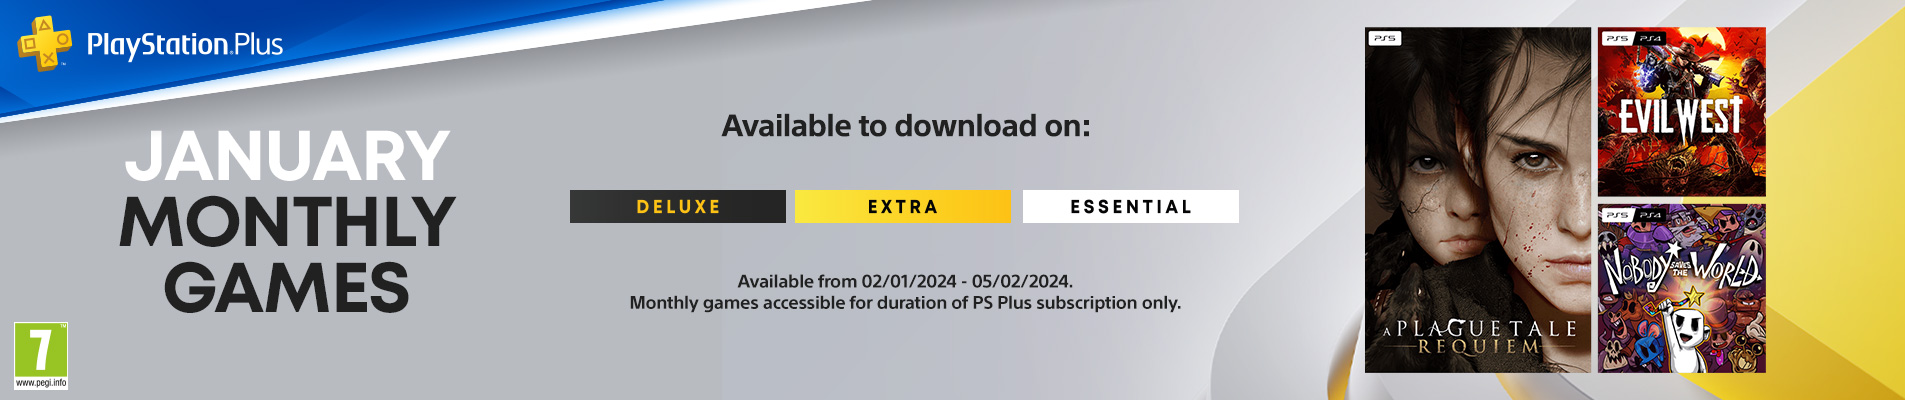 PlayStation.Plus
JANUARY
MONTHLY
GAMES
7
www.pegi.info
Available to download on:
DELUXE
EXTRA
ESSENTIAL
Available from 02/01/2024 - 05/02/2024.
Monthly games accessible for duration of PS Plus subscription only.
PS5
A PLAGUE TALE
REQUIEM
PS5 PS4
EVIL WEST
PS5 PS4
NOBODY SAVES THE WORLD